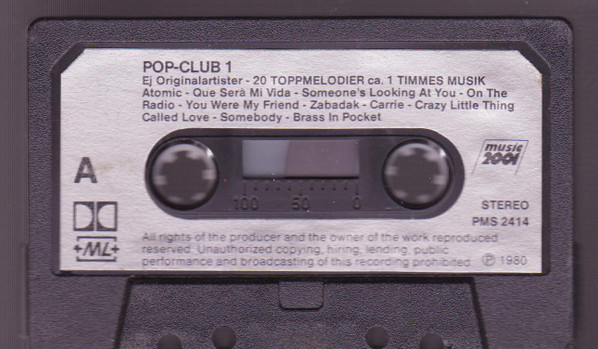 POP-CLUB 1
Ej Originalartister - 20 TOPPMELODIER ca. 1 TIMMES MUSIK
Atomic - Que Serà Mi Vida - Someone's Looking At You - On The
Radio - You Were My Friend - Zabadak - Carrie - Crazy Little Thing
Called Love - Somebody - Brass In Pocket
A
music
2001
100 50 0
STEREO
PMS 2414
ML
All rights of the producer and the owner of the work reproduced
reserved. Unauthorized copying, hiring, lending, public
performance and broadcasting of this recording prohibited. Ⓟ 1980